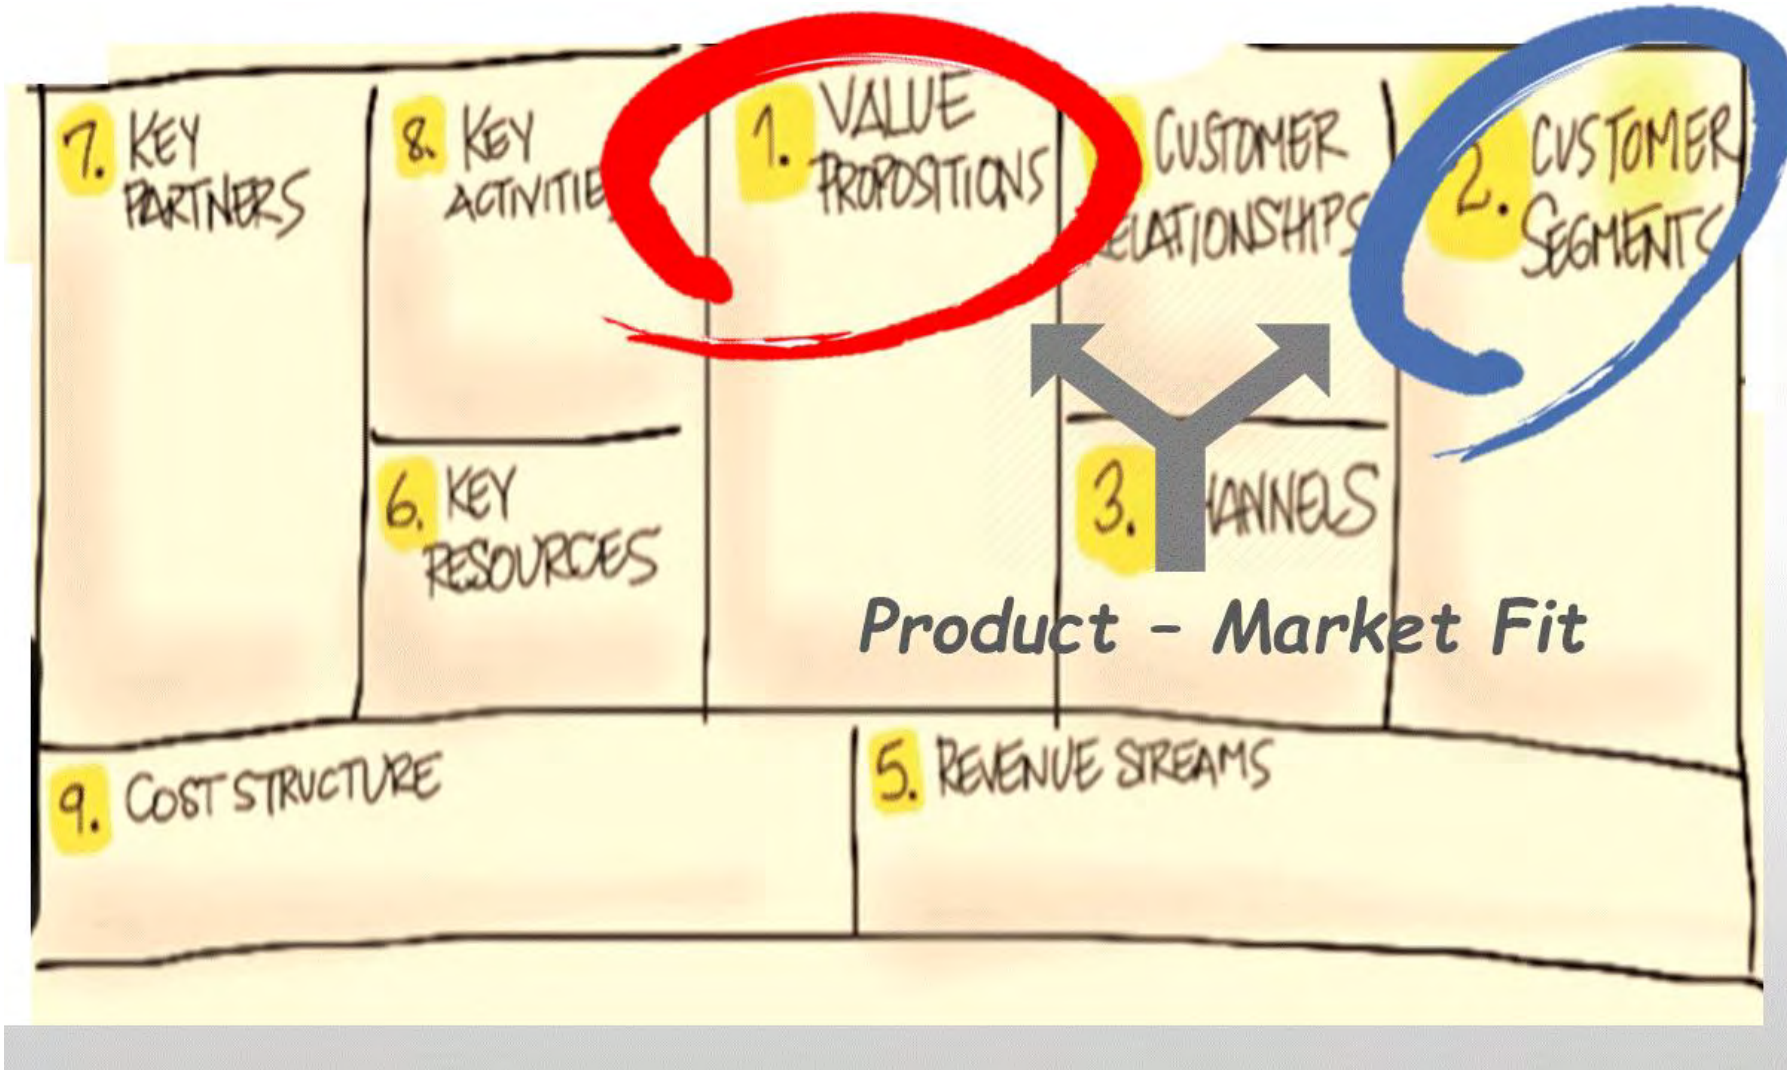 7. KEY
PARTNERS
8. KEY
ACTIVITIE
6. KEY
RESOURCES
1. VALUE
PROPOSITIONS
CUSTOMER
ELATIONSHIPS
3. HANNELS
2. CUSTOMER
SEGMENTS
Product – Market Fit
9. COST STRUCTURE
5. REVENUE STREAMS